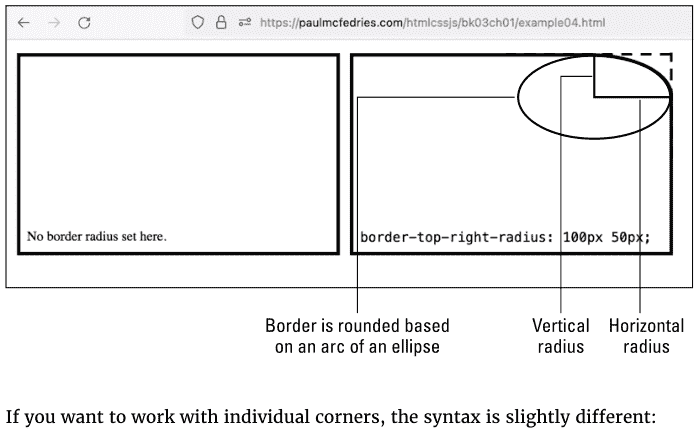 https://paulmcfedries.com/htmlcssjs/bk03ch01/example04.html
No border radius set here.
border-top-right-radius: 100px 50px;
Border is rounded based
on an arc of an ellipse
Vertical
radius
Horizontal
radius
If you want to work with individual corners, the syntax is slightly different: